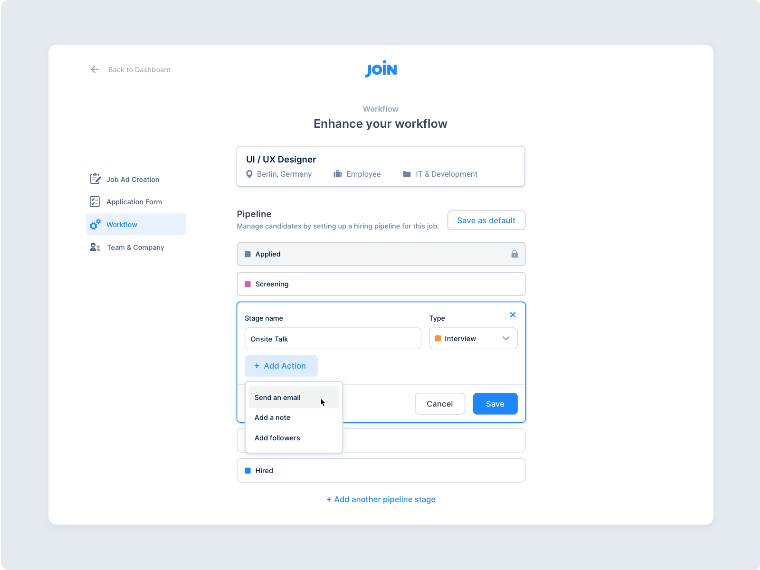 Back to Dashboard
JOIN
Workflow
Enhance your workflow
UI / UX Designer
Berlin, Germany Employee IT & Development
Job Ad Creation
Application Form
Workflow
Team & Company
Pipeline
Manage candidates by setting up a hiring pipeline for this job.
Save as default
Applied
Screening
Stage name
Type
Onsite Talk
Interview
+ Add Action
Send an email
Add a note
Add followers
Cancel
Save
Hired
+ Add another pipeline stage